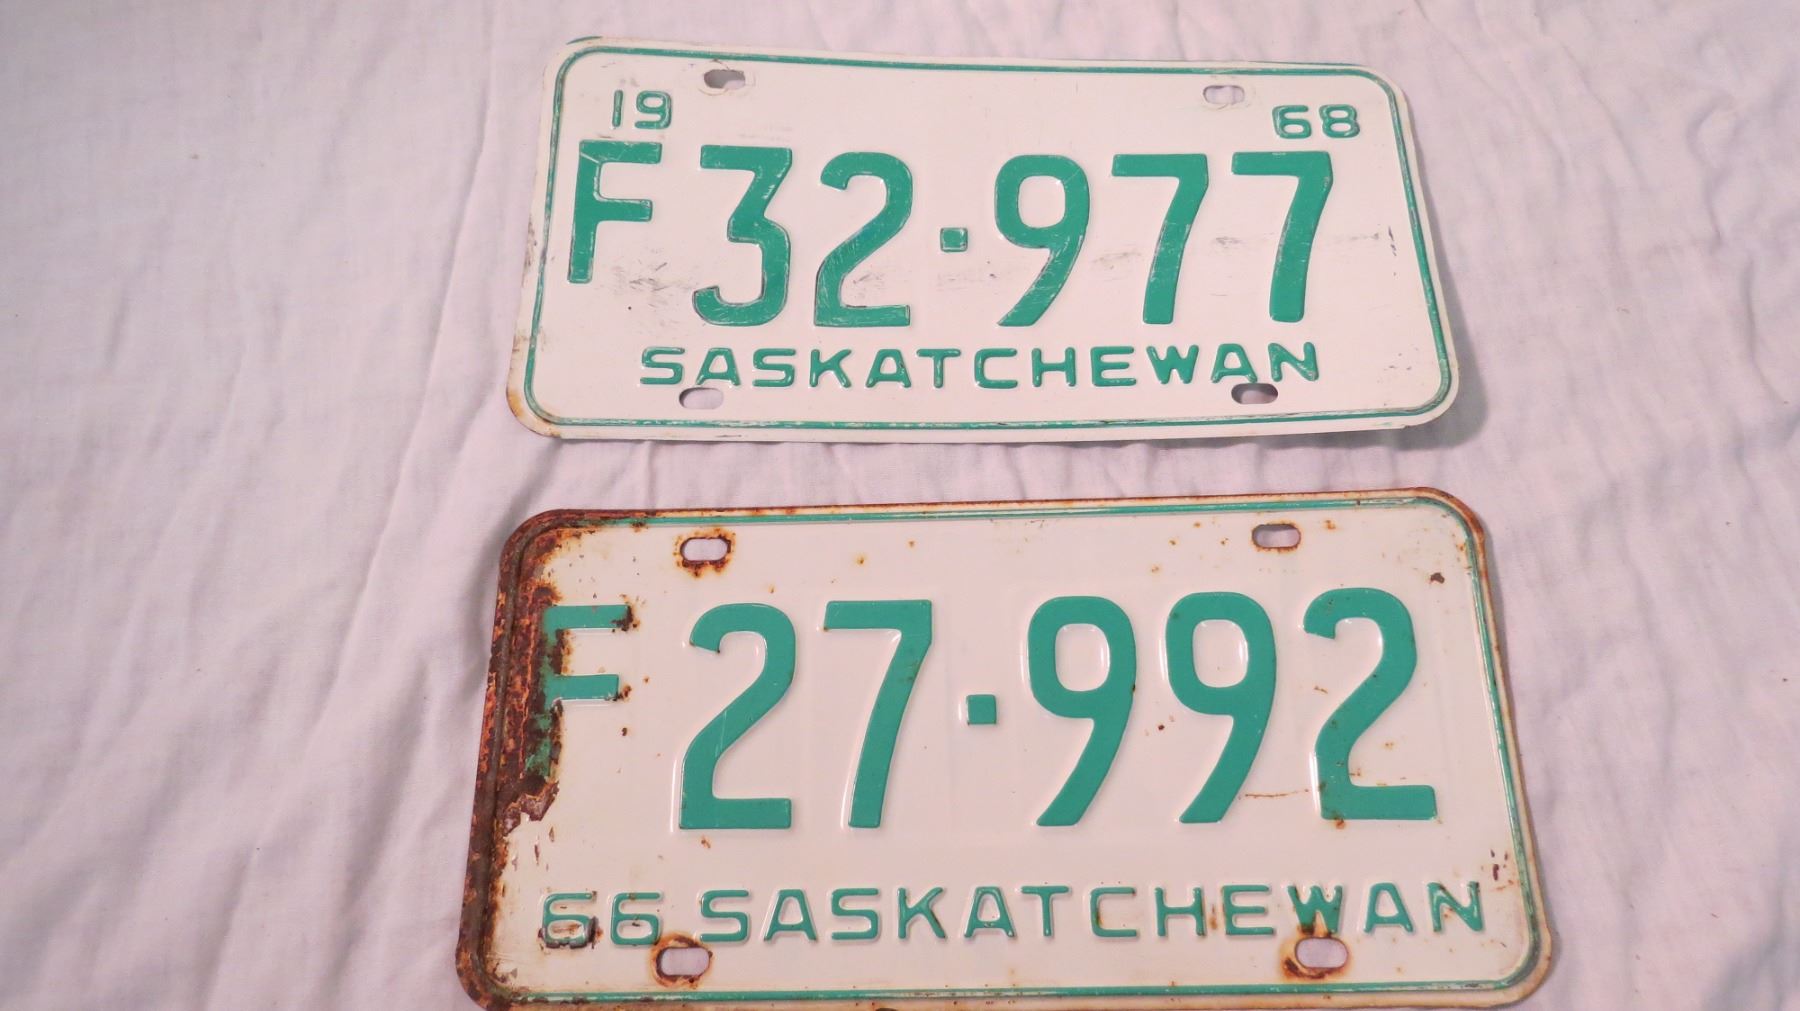 19 68
F32·977
SASKATCHEWAN
F27·992
66 SASKATCHEWAN